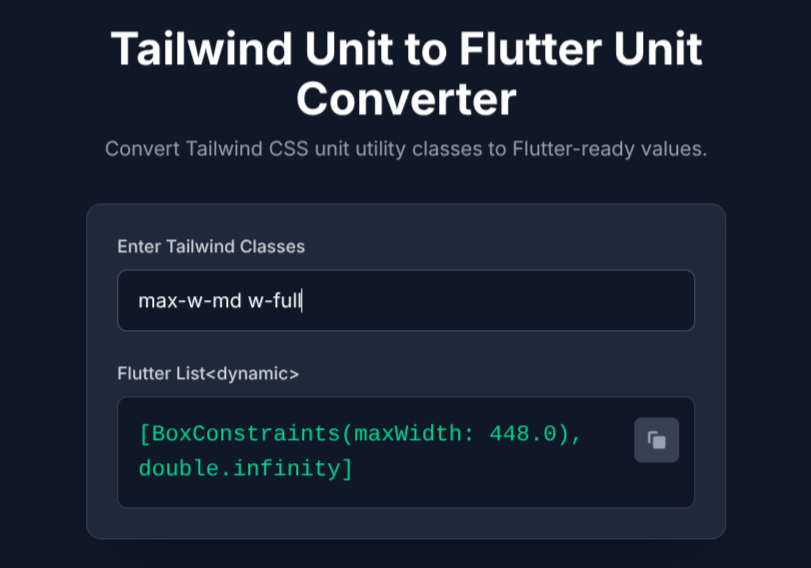 Tailwind Unit to Flutter Unit
Converter
Convert Tailwind CSS unit utility classes to Flutter-ready values.
Enter Tailwind Classes
max-w-md w-full
Flutter List<dynamic>
[BoxConstraints(maxWidth: 448.0),
double.infinity]